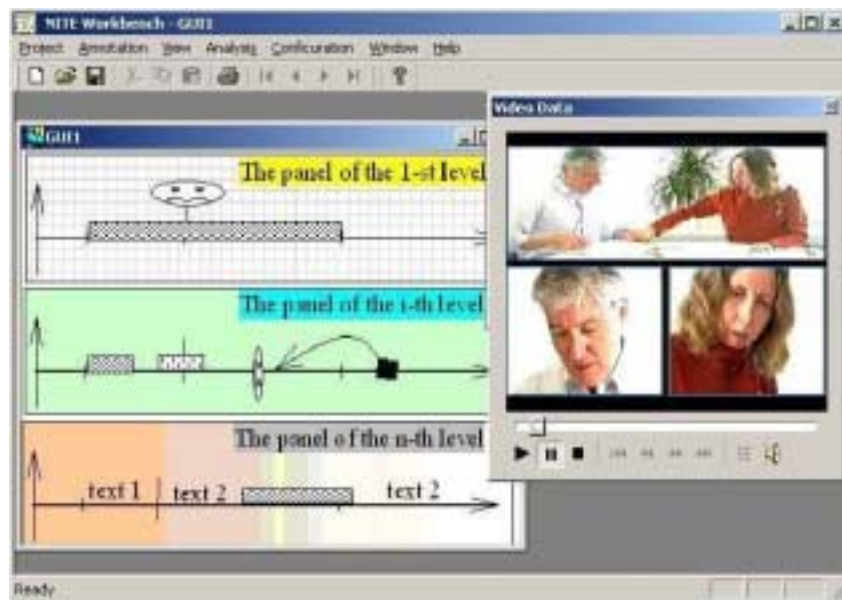 NITE Workbench - GUI1
Project Annotation View Analysis Configuration Window Help
GUI1
The panel of the 1-st level
The panel of the i-th level
The panel of the n-th level
text 1 text 2 text 2
Video Data
Ready